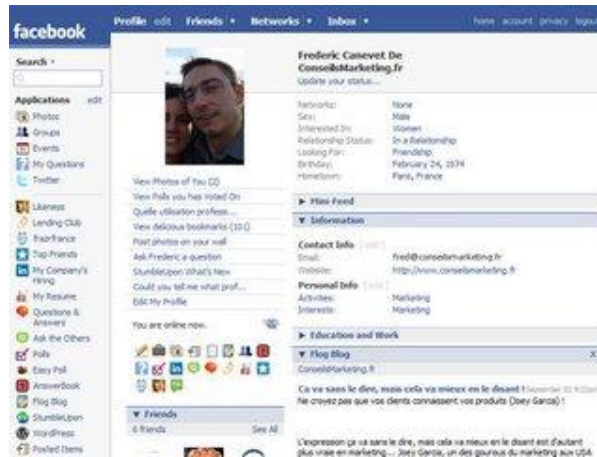 facebook
Profile edit Friends Networks Inbox home account privacy logout
Search
Applications edit
Photos
Groups
Events
My Questions
Twitter
Likeness
Lending Club
frazrfrance
Top Friends
My Company's
Hiring
My Resume
Questions &
Answers
Ask the Others
Polls
Easy Poll
AnswerBook
Flog Blog
StumbleUpon
WordPress
Posted Items
View Photos of You (2)
View Polls you has Voted On
Quelle utilisation profess...
View delicious bookmarks (10)
Post photos on your wall
Ask Frederic a question
StumbleUpon What's New
Could you tell me what prof...
Edit My Profile
You are online now.
Friends
6 friends See All
Frederic Canevet De
ConseilsMarketing.fr
Update your status...
Networks: None
Sex: Male
Interested In: Women
Relationship Status: In a Relationship
Looking For: Friendship
Birthday: February 24, 1974
Hometown: Paris, France
Mini-Feed
Information
Contact Info [edit]
Email: fred@conseilsmarketing.fr
Website: http://www.conseilsmarketing.fr
Personal Info [edit]
Activities: Marketing
Interests: Marketing
Education and Work
Flog Blog X
ConseilsMarketing.fr
Ca va sans le dire, mais cela va mieux en le disant !
Ne croyez pas que vos clients connaissent vos produits (Joey Garcia) !
L'expression ça va sans le dire, mais cela va mieux en le disant est d'autant
plus vraie en marketing... Joey Garcia, un des gourous du marketing aux USA